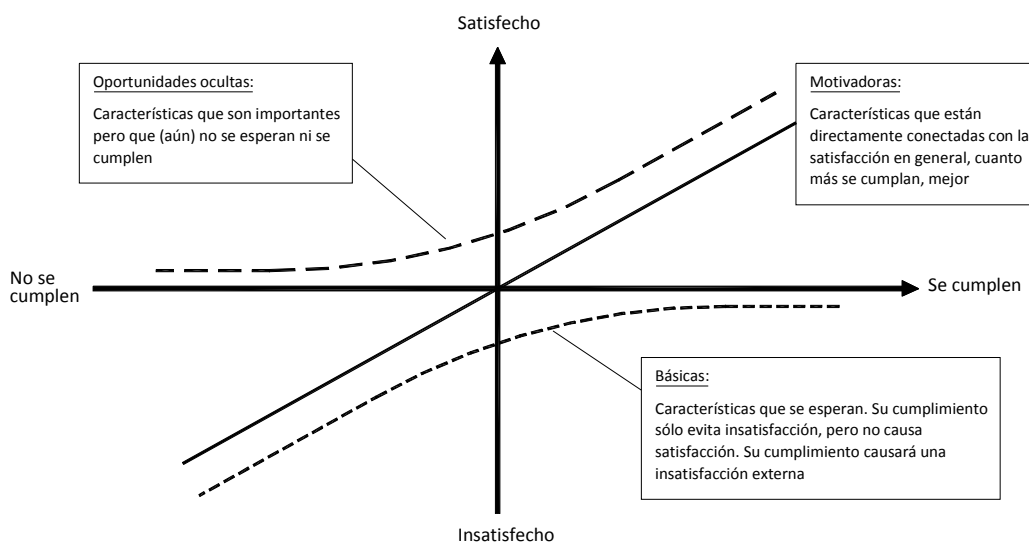 Satisfecho
Oportunidades ocultas:
Características que son importantes
pero que (aún) no se esperan ni se
cumplen
Motivadoras:
Características que están
directamente conectadas con la
satisfacción en general, cuanto
más se cumplan, mejor
No se
cumplen
Se cumplen
Básicas:
Características que se esperan. Su cumplimiento
sólo evita insatisfacción, pero no causa
satisfacción. Su cumplimiento causará una
insatisfacción externa
Insatisfecho